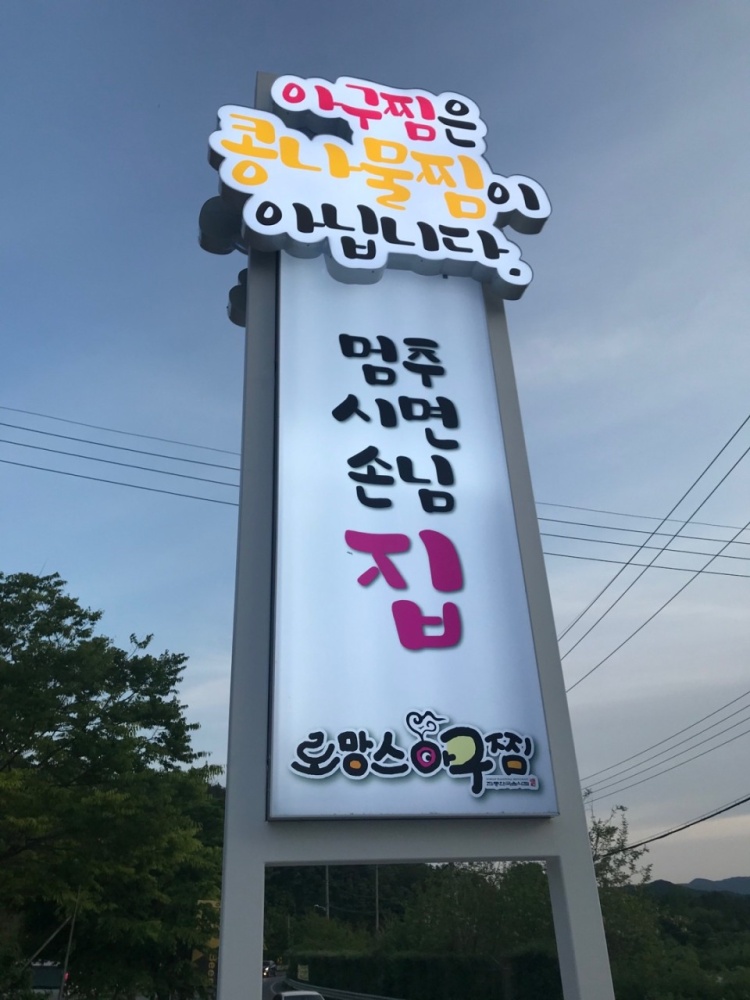 아구찜은
콩나물찜이
아닙니다.
멈추
시면
손님
집
로망스아구찜